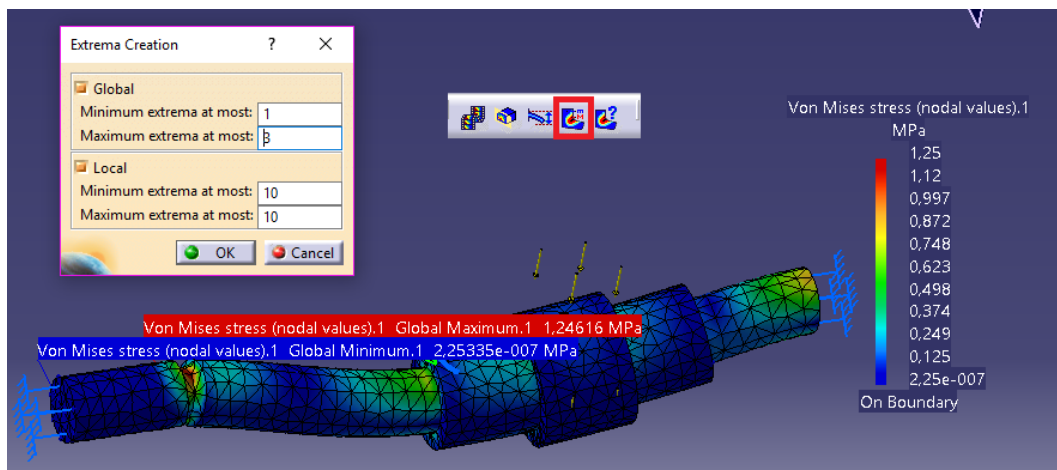 Extrema Creation ? X
Global
Minimum extrema at most: 1
Maximum extrema at most: 3
Local
Minimum extrema at most: 10
Maximum extrema at most: 10
OK Cancel
Von Mises stress (nodal values).1
MPa
1,25
1,12
0,997
0,872
0,748
0,623
0,498
0,374
0,249
0,125
2,25e-007
On Boundary
Von Mises stress (nodal values).1 Global Maximum.1 1,24616 MPa
Von Mises stress (nodal values).1 Global Minimum.1 2,25335e-007 MPa